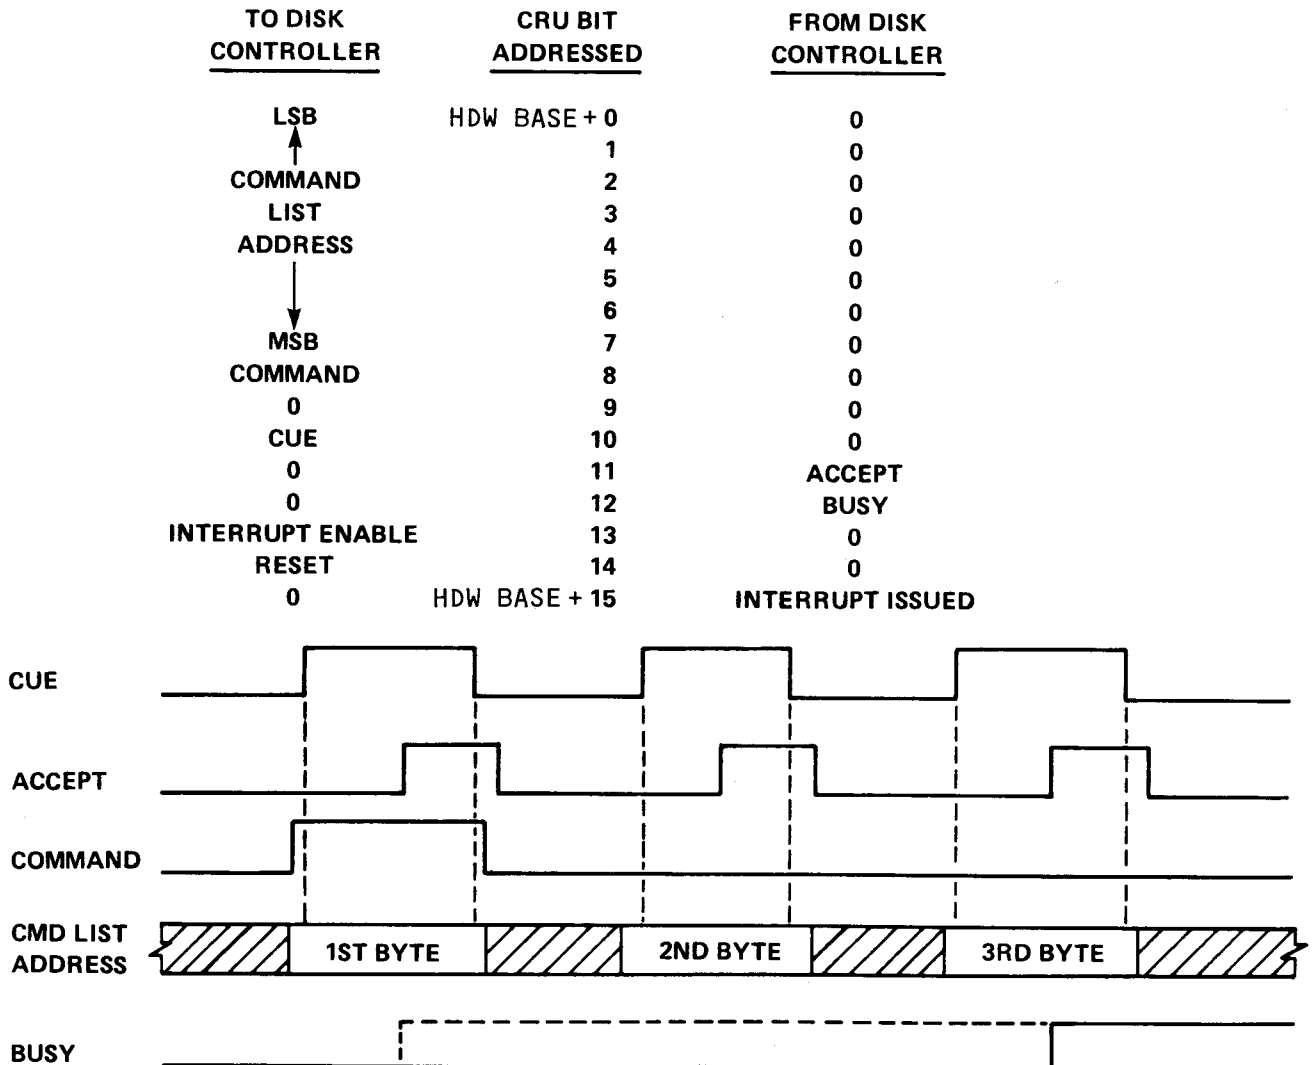 TO DISK CRU BIT FROM DISK
CONTROLLER ADDRESSED CONTROLLER
LSB HDW BASE + 0 0
1 0
COMMAND 2 0
LIST 3 0
ADDRESS 4 0
5 0
6 0
MSB 7 0
COMMAND 8 0
0 9 0
CUE 10 0
0 11 ACCEPT
0 12 BUSY
INTERRUPT ENABLE 13 0
RESET 14 0
0 HDW BASE + 15 INTERRUPT ISSUED
CUE
ACCEPT
COMMAND
CMD LIST
ADDRESS
1ST BYTE 2ND BYTE 3RD BYTE
BUSY